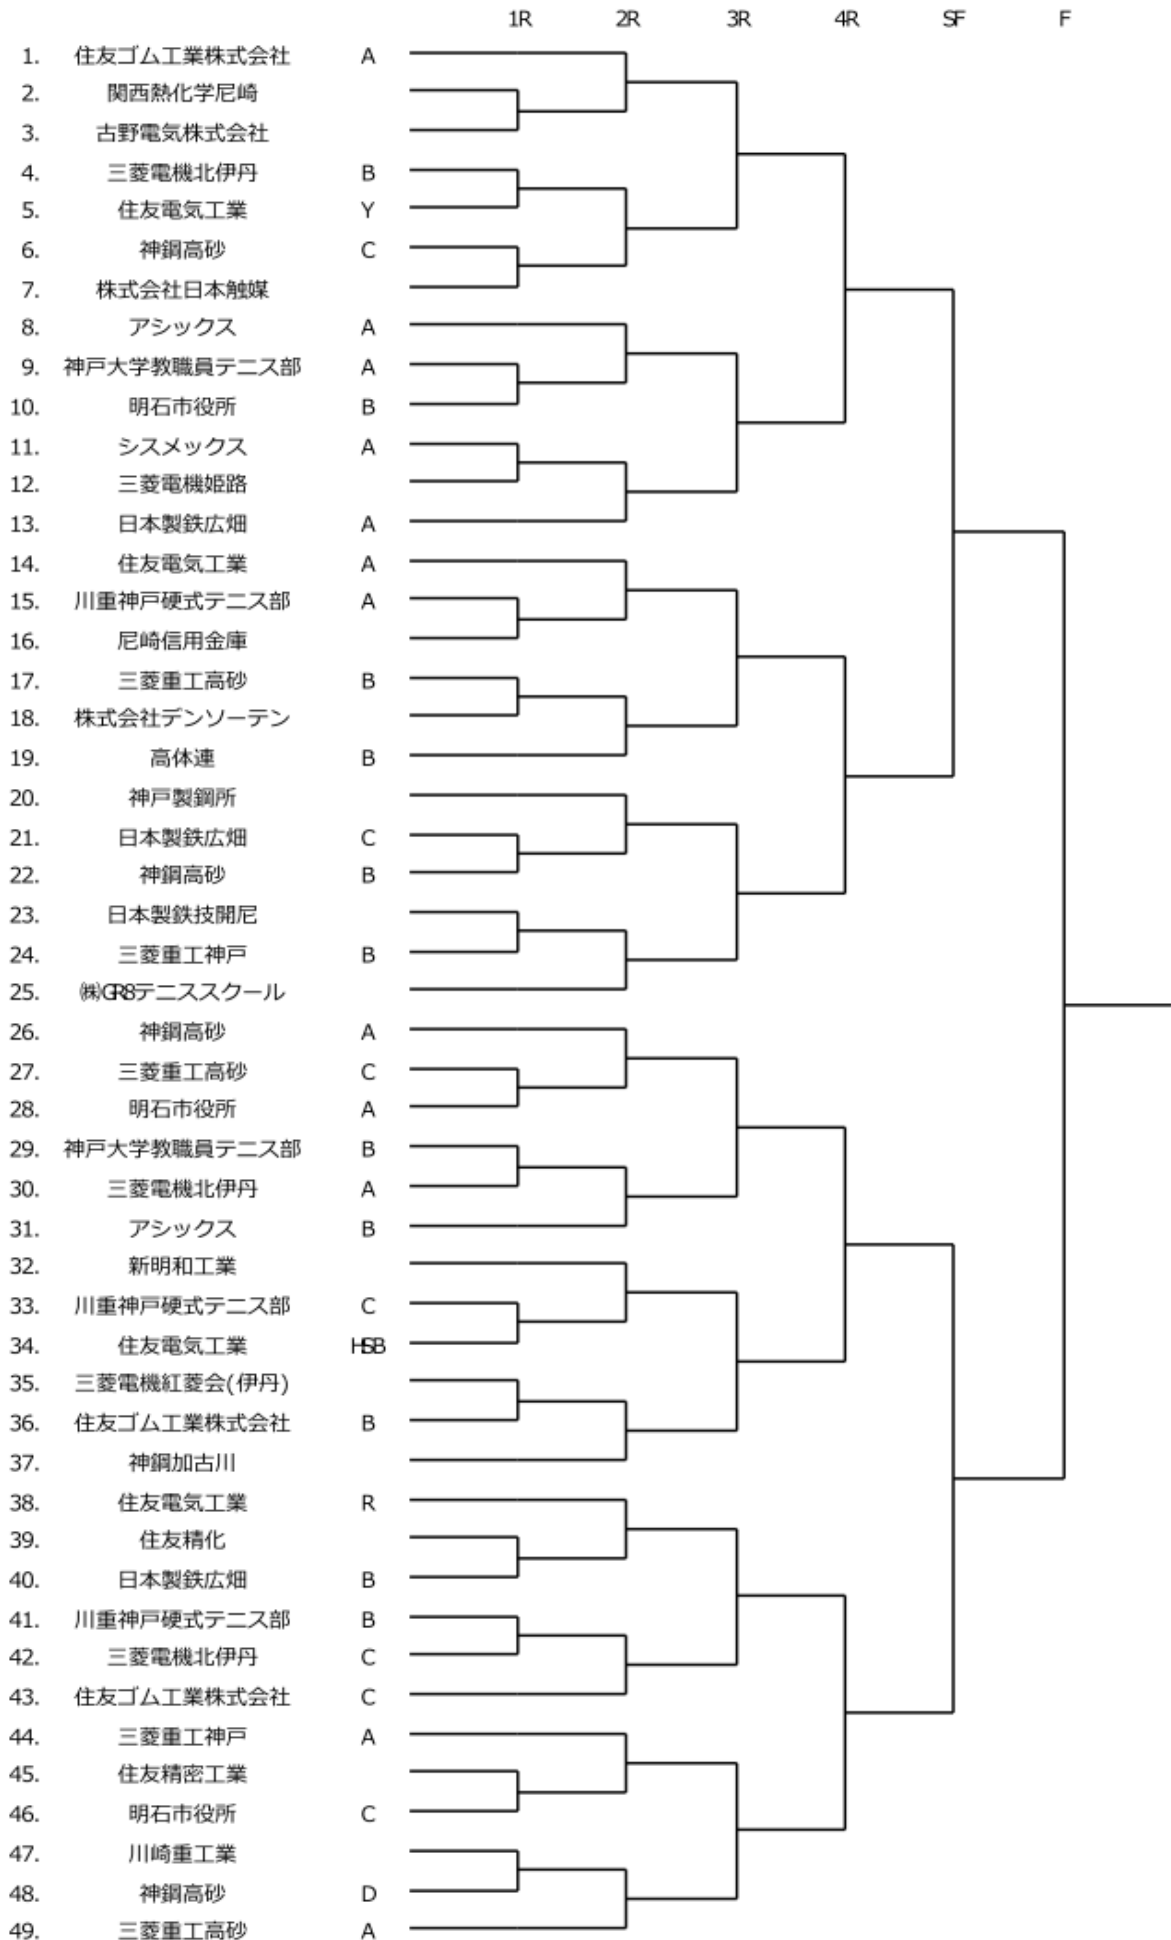 1R 2R 3R 4R SF F
1. 住友ゴム工業株式会社 A
2. 関西熱化学尼崎
3. 古野電気株式会社
4. 三菱電機北伊丹 B
5. 住友電気工業 Y
6. 神鋼高砂 C
7. 株式会社日本触媒
8. アシックス A
9. 神戸大学教職員テニス部 A
10. 明石市役所 B
11. シスメックス A
12. 三菱電機姫路
13. 日本製鉄広畑 A
14. 住友電気工業 A
15. 川重神戸硬式テニス部 A
16. 尼崎信用金庫
17. 三菱重工高砂 B
18. 株式会社デンソーテン
19. 高体連 B
20. 神戸製鋼所
21. 日本製鉄広畑 C
22. 神鋼高砂 B
23. 日本製鉄技開尼
24. 三菱重工神戸 B
25. ㈱GR8テニススクール
26. 神鋼高砂 A
27. 三菱重工高砂 C
28. 明石市役所 A
29. 神戸大学教職員テニス部 B
30. 三菱電機北伊丹 A
31. アシックス B
32. 新明和工業
33. 川重神戸硬式テニス部 C
34. 住友電気工業 HSB
35. 三菱電機紅菱会(伊丹)
36. 住友ゴム工業株式会社 B
37. 神鋼加古川
38. 住友電気工業 R
39. 住友精化
40. 日本製鉄広畑 B
41. 川重神戸硬式テニス部 B
42. 三菱電機北伊丹 C
43. 住友ゴム工業株式会社 C
44. 三菱重工神戸 A
45. 住友精密工業
46. 明石市役所 C
47. 川崎重工業
48. 神鋼高砂 D
49. 三菱重工高砂 A